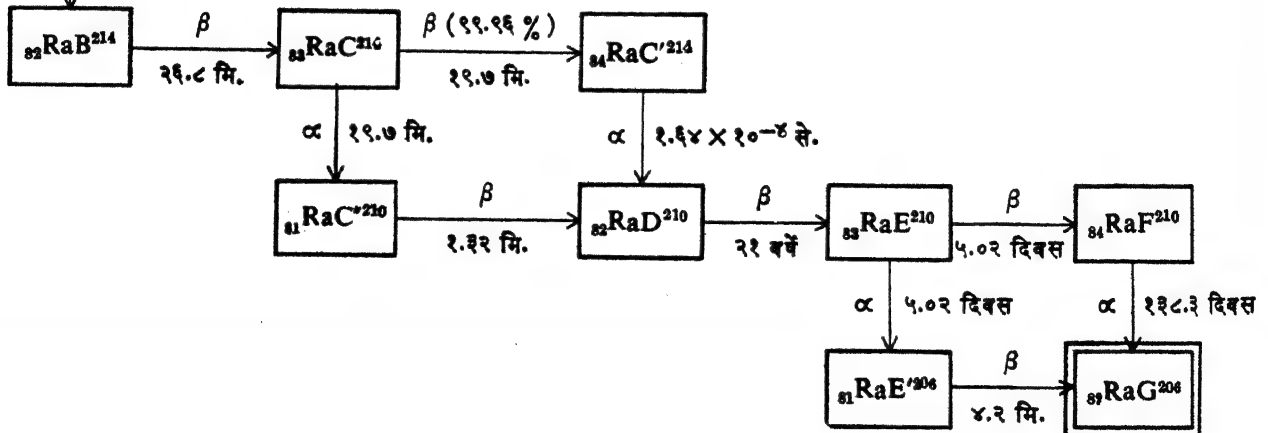 β β (९९.९६ %)
₈₂RaB²¹⁴ ₈₃RaC²¹⁴ ₈₄RaC′²¹⁴
२६.८ मि. १९.७ मि.
α १९.७ मि. α १.६४ × १०⁻⁴ से.
β β β
₈₁RaC″²¹⁰ ₈₂RaD²¹⁰ ₈₃RaE²¹⁰ ₈₄RaF²¹⁰
१.३२ मि. २१ वर्षे ५.०२ दिवस
α ५.०२ दिवस α १३८.३ दिवस
β
₈₁RaE′²⁰⁶ ₈₂RaG²⁰⁶
४.२ मि.